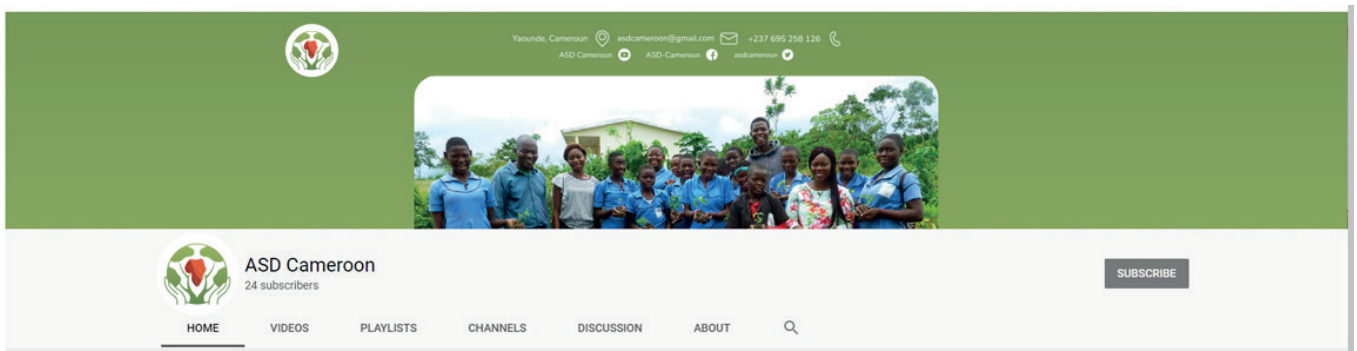 Yaounde, Cameroun asdcameroon@gmail.com +237 695 258 126
ASD Cameroun ASD-Cameroun asdcameroun
ASD Cameroon
24 subscribers
SUBSCRIBE
HOME VIDEOS PLAYLISTS CHANNELS DISCUSSION ABOUT